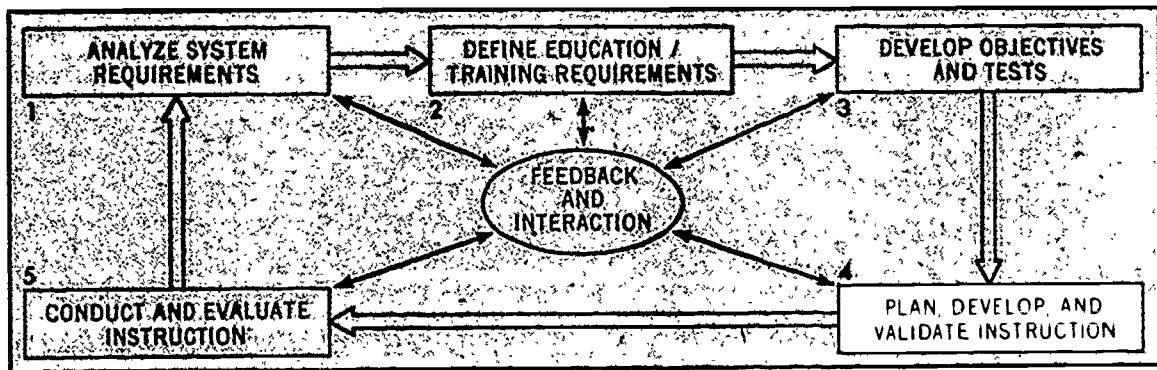 ANALYZE SYSTEM
REQUIREMENTS
1
DEFINE EDUCATION /
TRAINING REQUIREMENTS
2
DEVELOP OBJECTIVES
AND TESTS
3
FEEDBACK
AND
INTERACTION
5
CONDUCT AND EVALUATE
INSTRUCTION
4
PLAN, DEVELOP, AND
VALIDATE INSTRUCTION